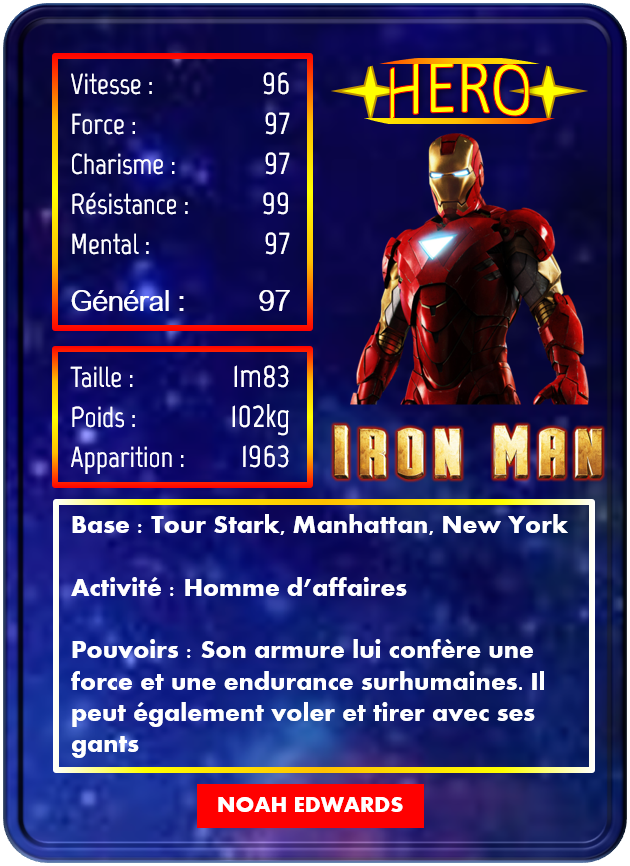 Vitesse : 96
Force : 97
Charisme : 97
Résistance : 99
Mental : 97
Général : 97
HERO
Taille : 1m83
Poids : 102kg
Apparition : 1963
IRON MAN
Base : Tour Stark, Manhattan, New York
Activité : Homme d’affaires
Pouvoirs : Son armure lui confère une
force et une endurance surhumaines. Il
peut également voler et tirer avec ses
gants
NOAH EDWARDS